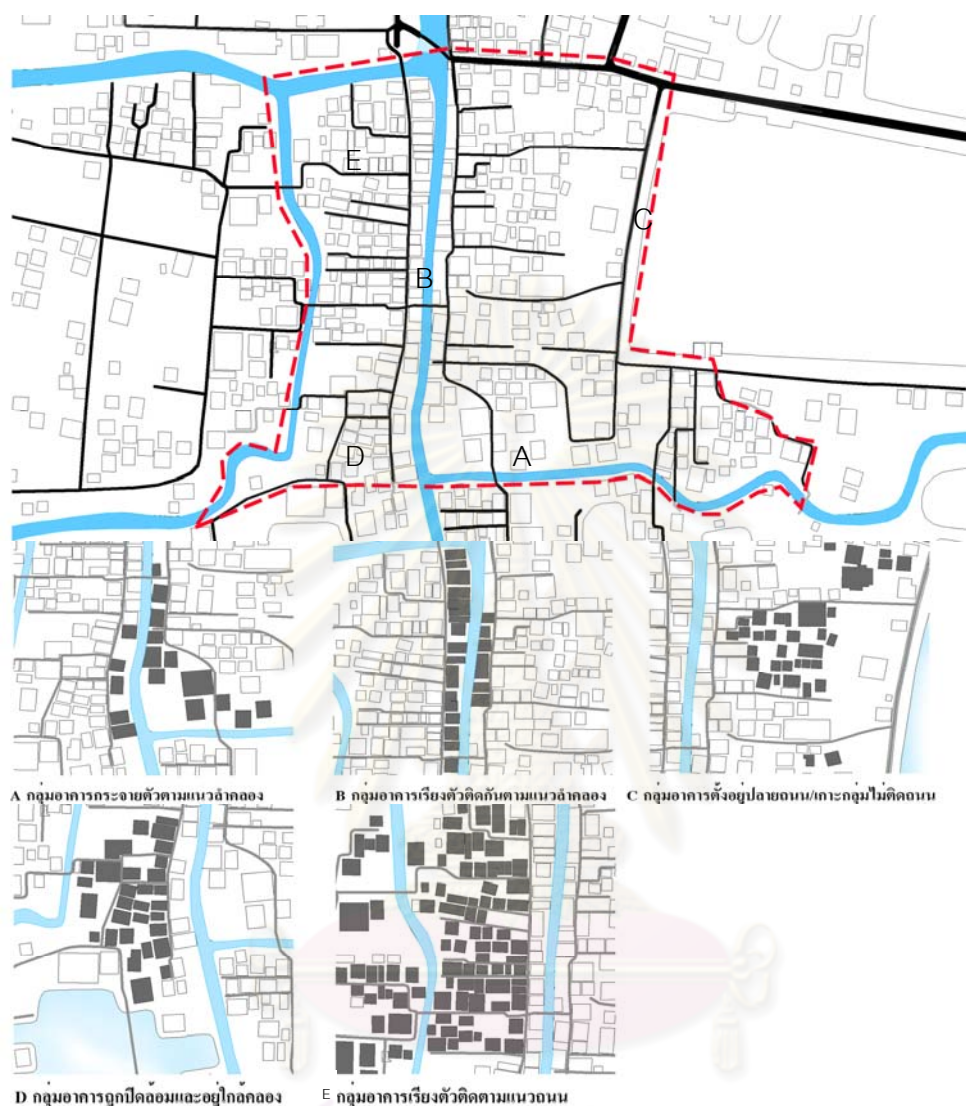 E
C
B
D
A
A กลุ่มอาคารกระจายตัวตามแนวลำคลอง
B กลุ่มอาคารเรียงตัวติดกันตามแนวลำคลอง
C กลุ่มอาคารตั้งอยู่ปลายถนน/เกาะกลุ่มไม่ติดถนน
D กลุ่มอาคารถูกปิดล้อมและอยู่ใกล้คลอง
E กลุ่มอาคารเรียงตัวติดตามแนวถนน